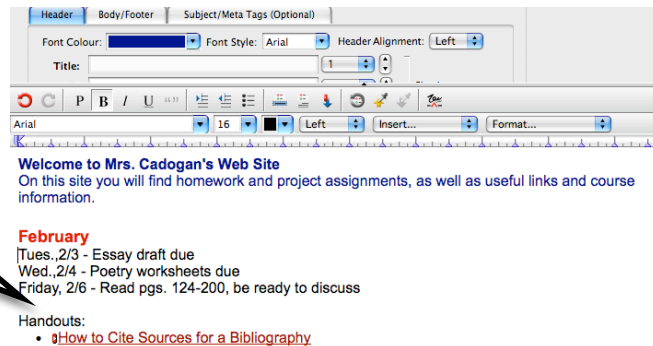 Header Body/Footer Subject/Meta Tags (Optional)
Font Colour: Font Style: Arial Header Alignment: Left
Title: 1
P B I U “”
Arial 16 Left Insert... Format...
Welcome to Mrs. Cadogan's Web Site
On this site you will find homework and project assignments, as well as useful links and course
information.
February
Tues.,2/3 - Essay draft due
Wed.,2/4 - Poetry worksheets due
Friday, 2/6 - Read pgs. 124-200, be ready to discuss
Handouts:
• How to Cite Sources for a Bibliography